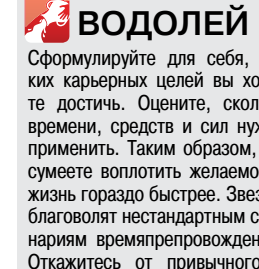 ВОДОЛЕЙ
Сформулируйте для себя,
ких карьерных целей вы хо
те достичь. Оцените, скол
времени, средств и сил нуж
применить. Таким образом,
сумеете воплотить желаемо
жизнь гораздо быстрее. Звез
благоволят нестандартным с
нариям времяпрепровожден
Откажитесь от привычного